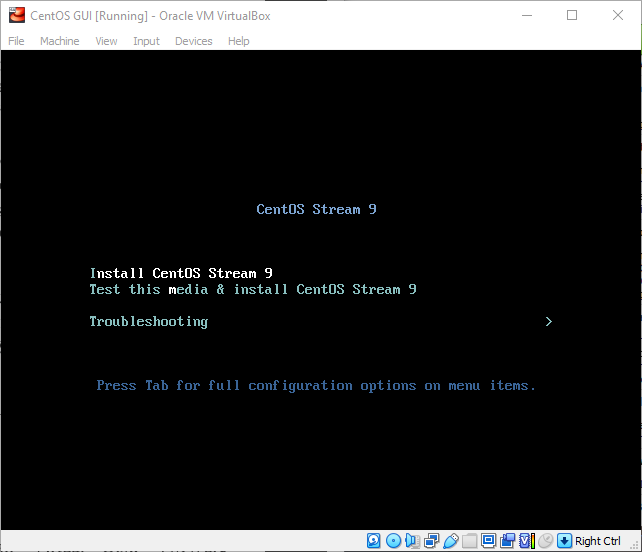 CentOS GUI [Running] - Oracle VM VirtualBox
File Machine View Input Devices Help
CentOS Stream 9
Install CentOS Stream 9
Test this media & install CentOS Stream 9
Troubleshooting >
Press Tab for full configuration options on menu items.
Right Ctrl